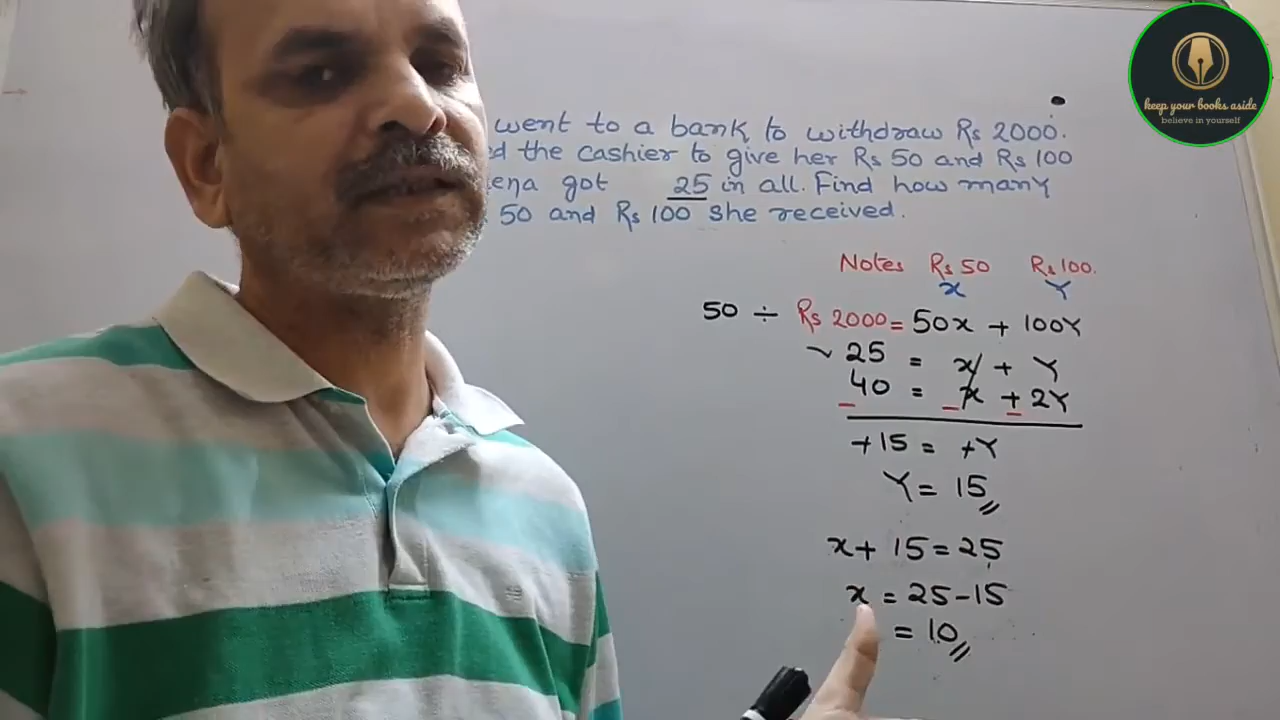 went to a bank to withdraw Rs 2000.
the cashier to give her Rs 50 and Rs 100
got 25 in all. Find how many
50 and Rs 100 she received.
Notes Rs 50 Rs 100.
x Y
50 ÷ Rs 2000 = 50x + 100Y
25 = x + Y
40 = x + 2Y
- - -
+15 = +Y
Y = 15
x + 15 = 25
x = 25 - 15
= 10
keep your books aside
believe in yourself